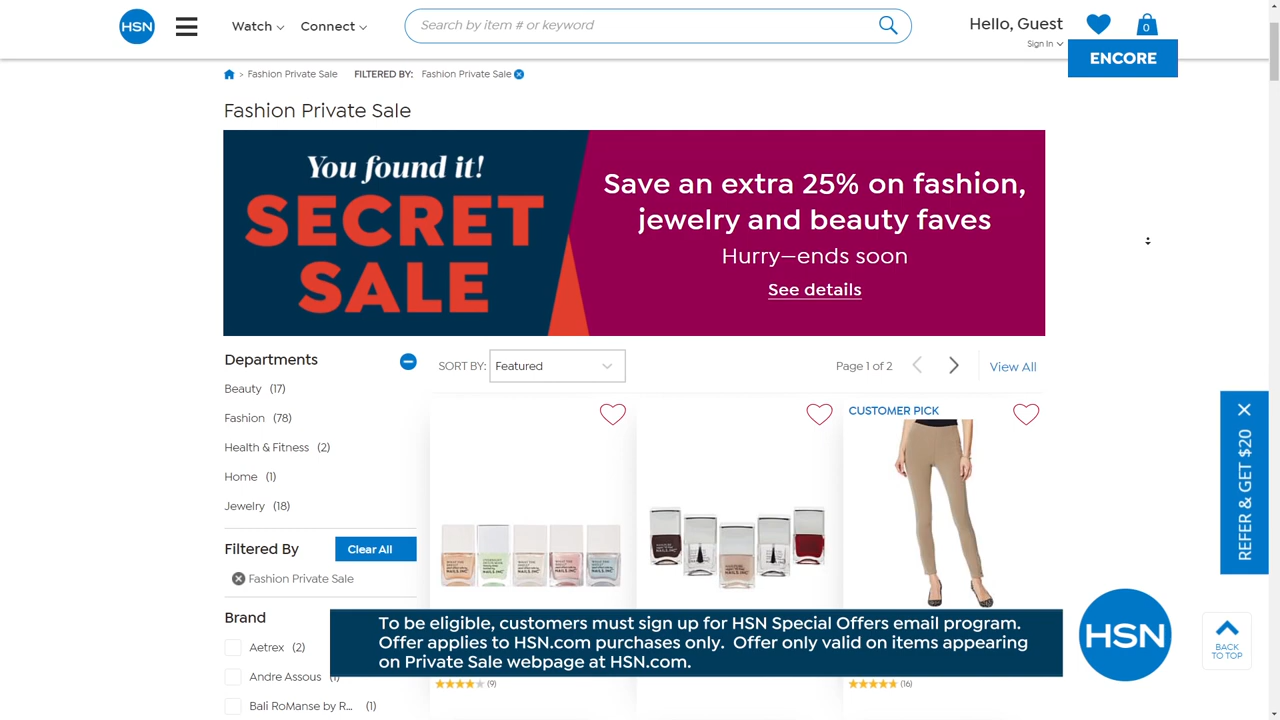 HSN
Watch
Connect
Search by item # or keyword
Hello, Guest
Sign In
0
ENCORE
> Fashion Private Sale
FILTERED BY:
Fashion Private Sale
Fashion Private Sale
You found it!
SECRET
SALE
Save an extra 25% on fashion,
jewelry and beauty faves
Hurry—ends soon
See details
Departments
Beauty (17)
Fashion (78)
Health & Fitness (2)
Home (1)
Jewelry (18)
SORT BY: Featured
Page 1 of 2
View All
CUSTOMER PICK
REFER & GET $20
Filtered By
Clear All
Fashion Private Sale
Brand
Aetrex (2)
Andre Assous
Bali RoManse by R... (1)
To be eligible, customers must sign up for HSN Special Offers email program.
Offer applies to HSN.com purchases only. Offer only valid on items appearing
on Private Sale webpage at HSN.com.
(9)
(16)
HSN
BACK
TO TOP